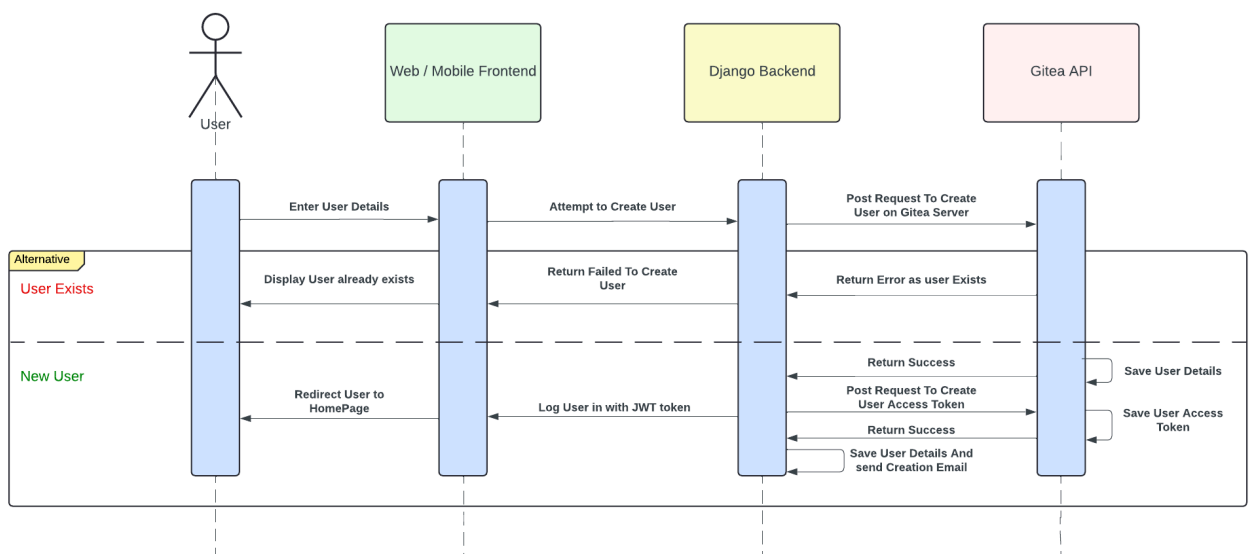 User
Web / Mobile Frontend
Django Backend
Gitea API
Enter User Details
Attempt to Create User
Post Request To Create
User on Gitea Server
Alternative
User Exists
Display User already exists
Return Failed To Create
User
Return Error as user Exists
New User
Return Success
Save User Details
Redirect User to
HomePage
Log User in with JWT token
Post Request To Create
User Access Token
Save User Access
Token
Return Success
Save User Details And
send Creation Email